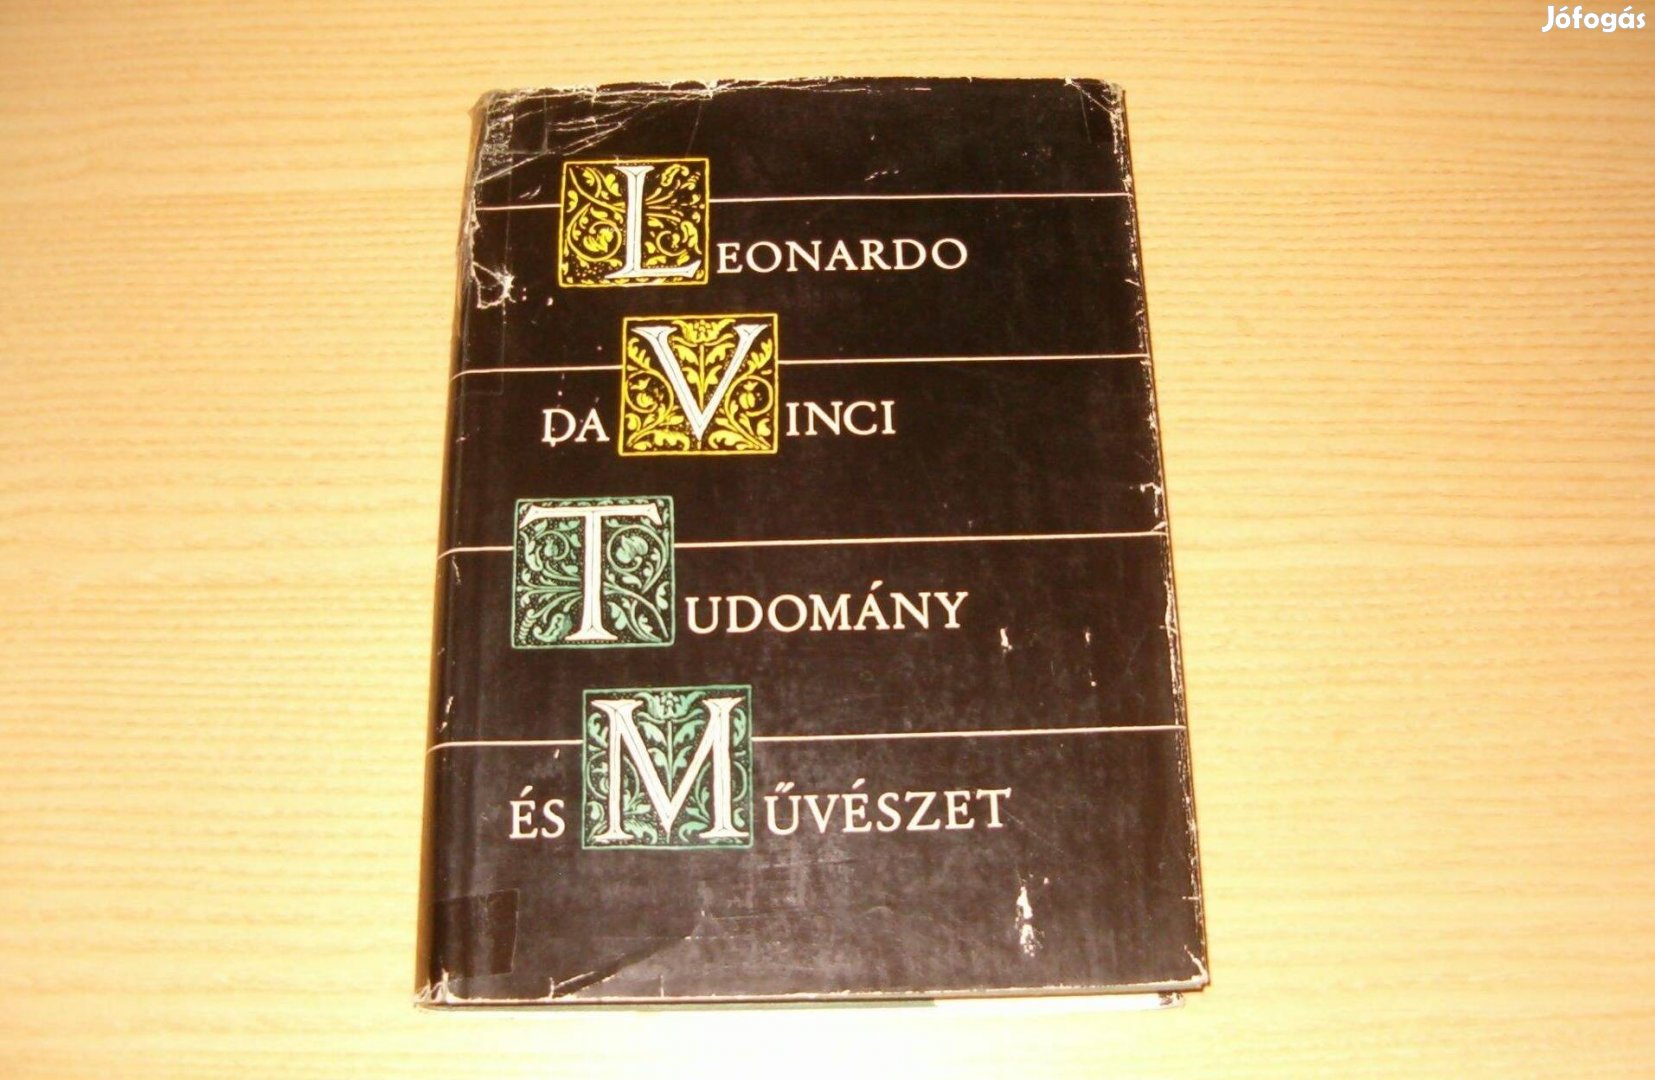 Jófogás
LEONARDO
DA VINCI
TUDOMÁNY
ÉS MŰVÉSZET